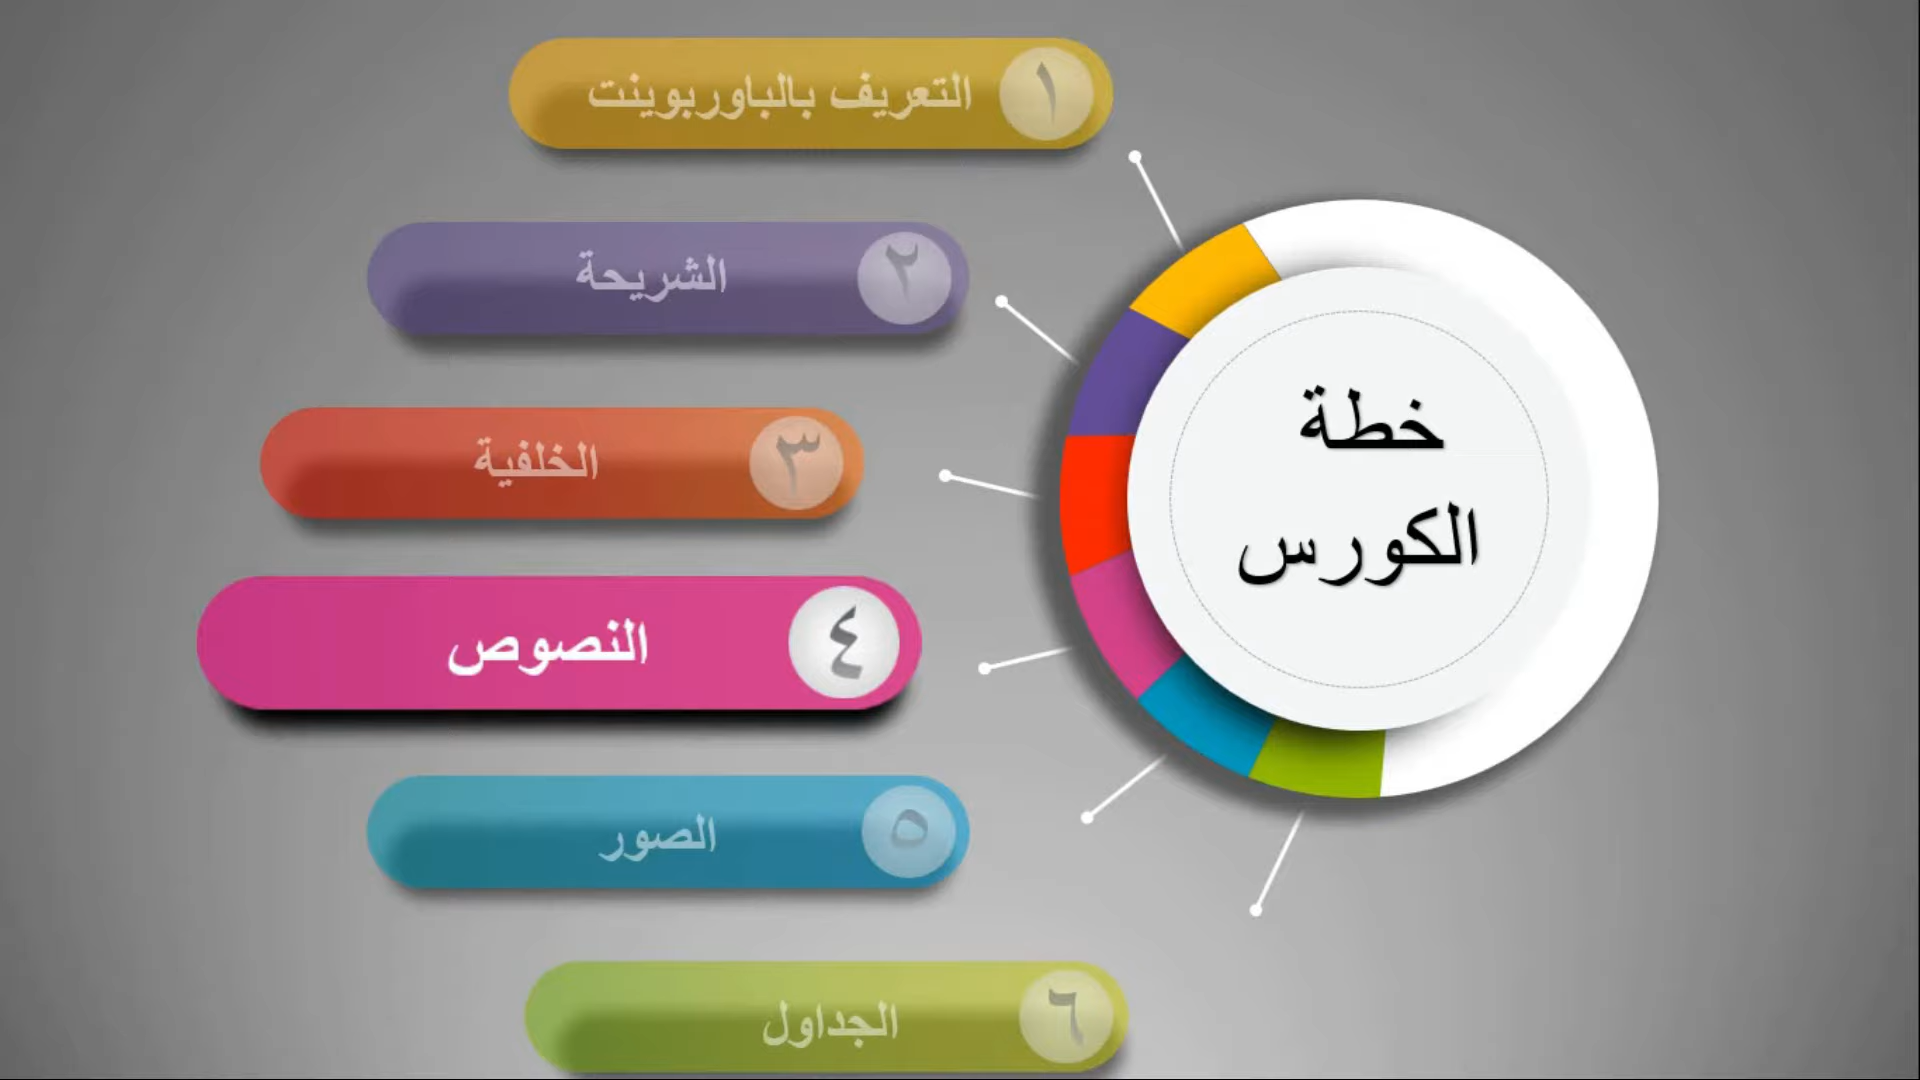 خطة
الكورس
١ التعريف بالباوربوينت
٢ الشريحة
٣ الخلفية
٤ النصوص
٥ الصور
٦ الجداول